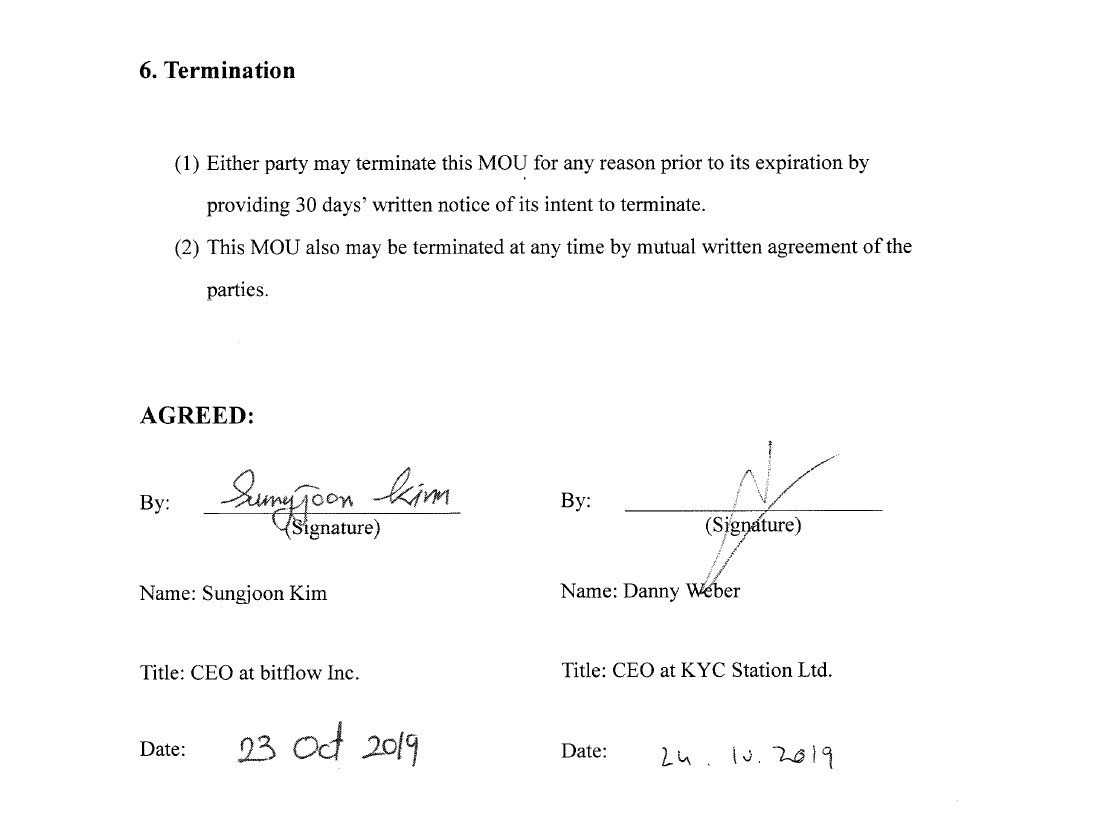 6. Termination
(1) Either party may terminate this MOU for any reason prior to its expiration by
providing 30 days' written notice of its intent to terminate.
(2) This MOU also may be terminated at any time by mutual written agreement of the
parties.
AGREED:
By: Sungjoon Kim
(Signature)
Name: Sungjoon Kim
Title: CEO at bitflow Inc.
Date: 23 Oct 2019
By:
(Signature)
Name: Danny Weber
Title: CEO at KYC Station Ltd.
Date: 24. 10. 2019